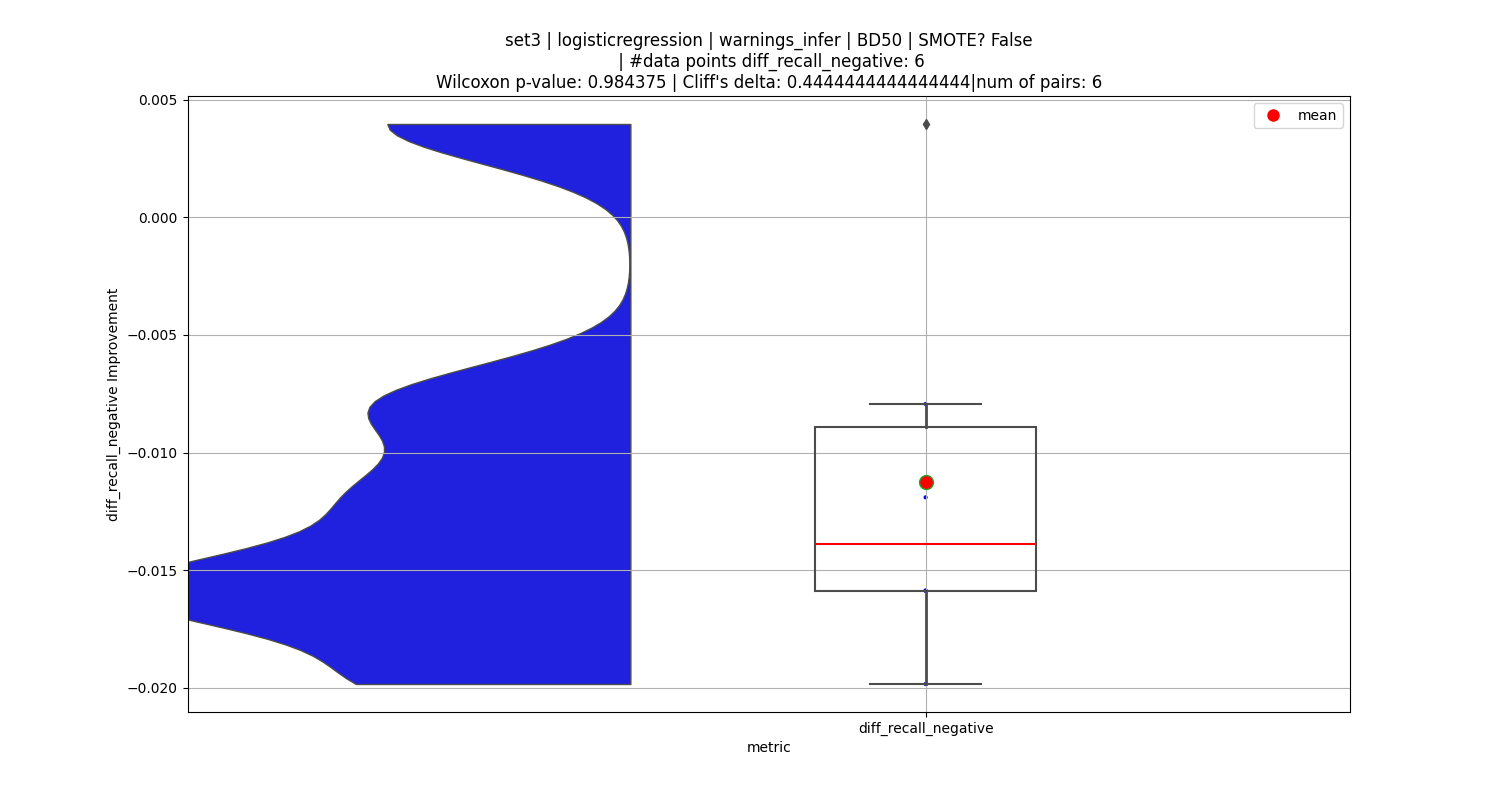 set3 | logisticregression | warnings_infer | BD50 | SMOTE? False
| #data points diff_recall_negative: 6
Wilcoxon p-value: 0.984375 | Cliff's delta: 0.4444444444444444|num of pairs: 6
mean
0.005
0.000
−0.005
−0.010
−0.015
−0.020
diff_recall_negative Improvement
diff_recall_negative
metric